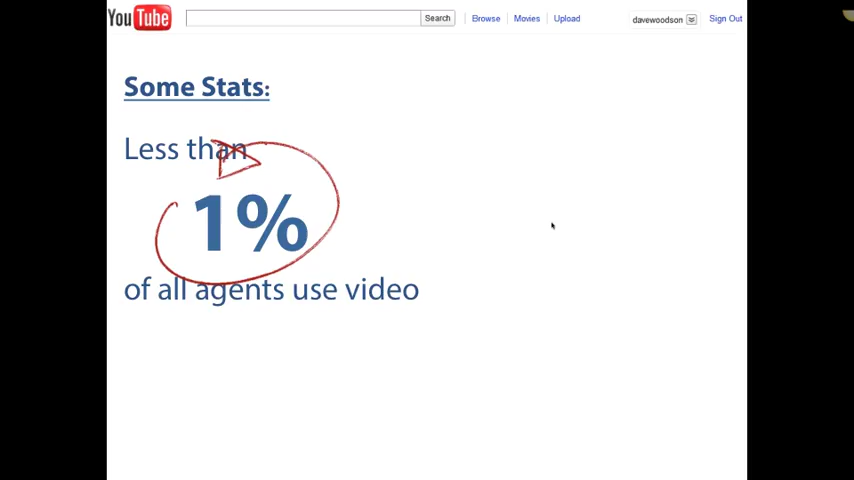 YouTube Search Browse Movies Upload davewoodson Sign Out
Some Stats:
Less than
1%
of all agents use video